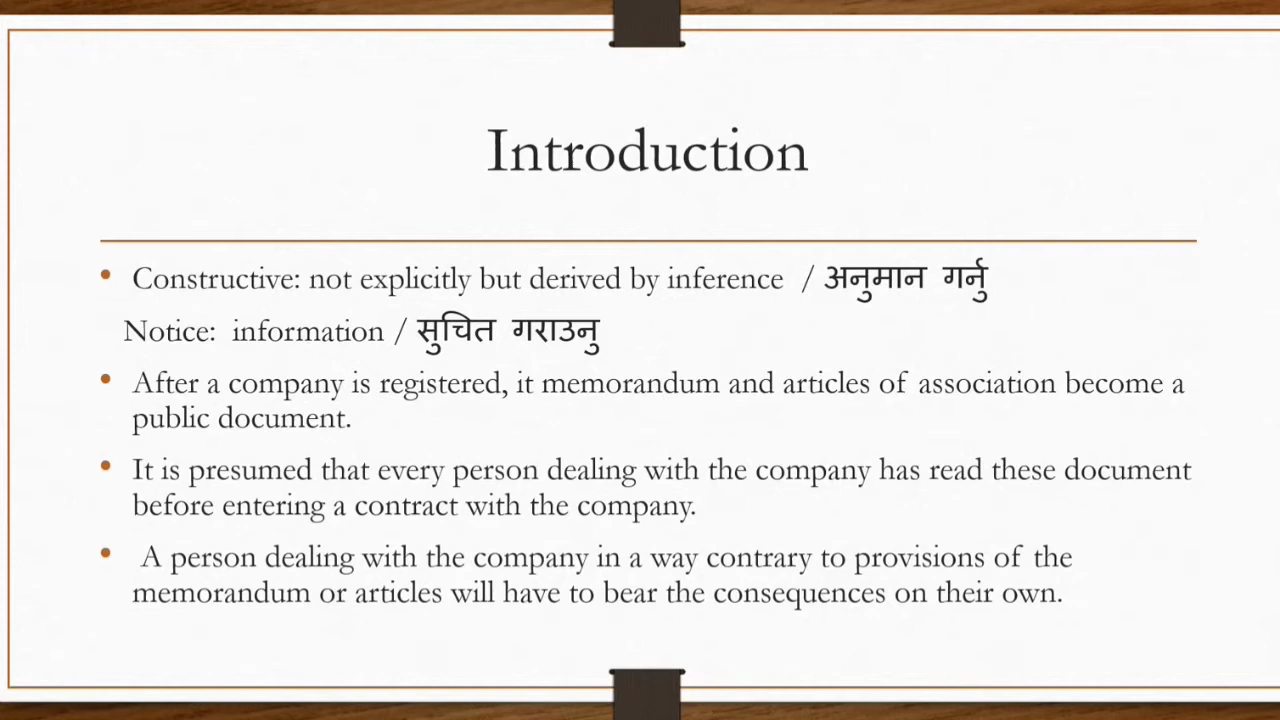 Introduction
• Constructive: not explicitly but derived by inference / अनुमान गर्नु
Notice: information / सुचित गराउनु
• After a company is registered, it memorandum and articles of association become a
public document.
• It is presumed that every person dealing with the company has read these document
before entering a contract with the company.
• A person dealing with the company in a way contrary to provisions of the
memorandum or articles will have to bear the consequences on their own.